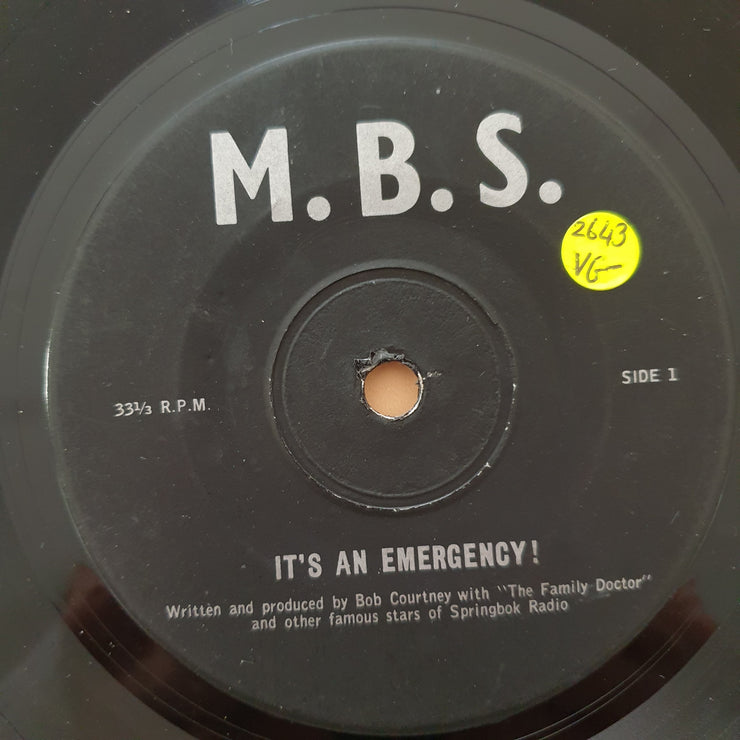 M.B.S.
2643
VG-
33⅓ R.P.M.
SIDE 1
IT'S AN EMERGENCY!
Written and produced by Bob Courtney with "The Family Doctor"
and other famous stars of Springbok Radio